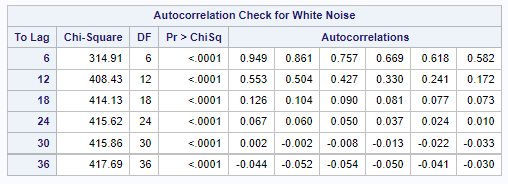 Autocorrelation Check for White Noise
To Lag Chi-Square DF Pr > ChiSq Autocorrelations
6 314.91 6 <.0001 0.949 0.861 0.757 0.669 0.618 0.582
12 408.43 12 <.0001 0.553 0.504 0.427 0.330 0.241 0.172
18 414.13 18 <.0001 0.126 0.104 0.090 0.081 0.077 0.073
24 415.62 24 <.0001 0.067 0.060 0.050 0.037 0.024 0.010
30 415.86 30 <.0001 0.002 -0.002 -0.008 -0.013 -0.022 -0.033
36 417.69 36 <.0001 -0.044 -0.052 -0.054 -0.050 -0.041 -0.030